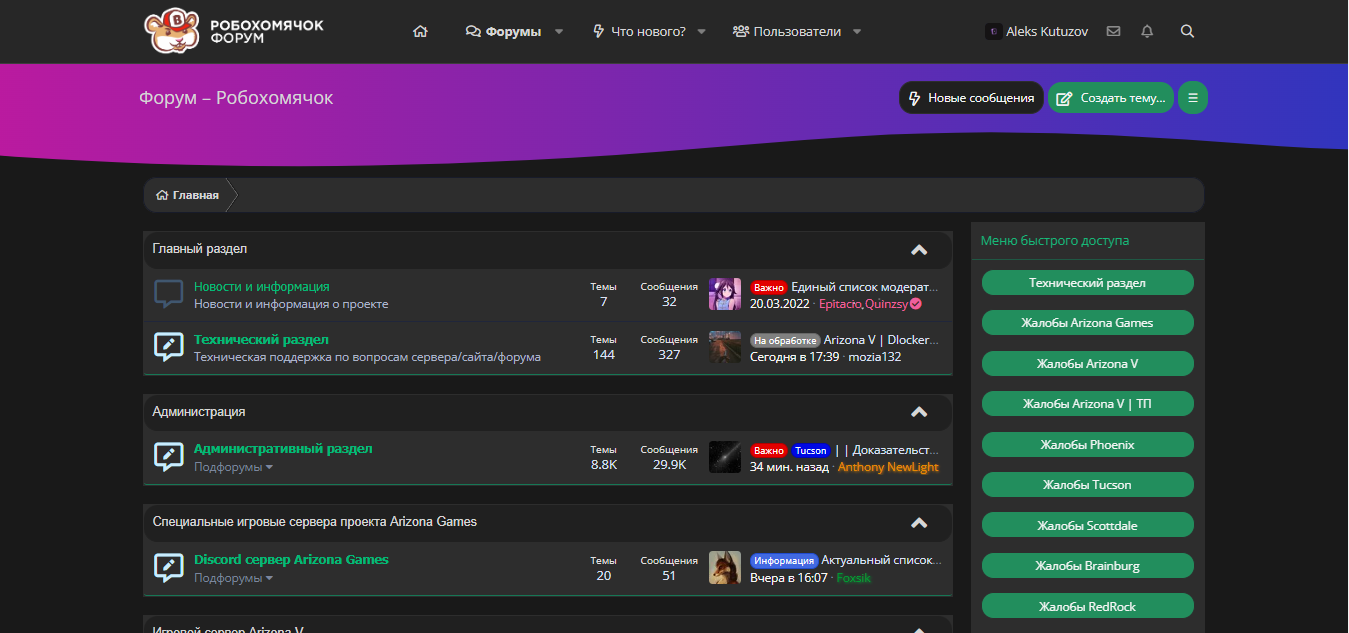 РОБОХОМЯЧОК
ФОРУМ
Форумы
Что нового?
Пользователи
Aleks Kutuzov
Форум – Робохомячок
Новые сообщения
Создать тему...
Главная
Главный раздел
Новости и информация
Новости и информация о проекте
Темы
7
Сообщения
32
Важно Единый список модерат...
20.03.2022 · Epitacто_Quinzsy
Технический раздел
Техническая поддержка по вопросам сервера/сайта/форума
Темы
144
Сообщения
327
На обработке Arizona V | Dlocker...
Сегодня в 17:39 · mozia132
Администрация
Административный раздел
Подфорумы
Темы
8.8K
Сообщения
29.9K
Важно Tucson | | Доказательст...
34 мин. назад · Anthony NewLight
Специальные игровые сервера проекта Arizona Games
Discord сервер Arizona Games
Подфорумы
Темы
20
Сообщения
51
Информация Актуальный список...
Вчера в 16:07 · Foxsik
Игровой сервер Arizona V
Меню быстрого доступа
Технический раздел
Жалобы Arizona Games
Жалобы Arizona V
Жалобы Arizona V | ТП
Жалобы Phoenix
Жалобы Tucson
Жалобы Scottdale
Жалобы Brainburg
Жалобы RedRock